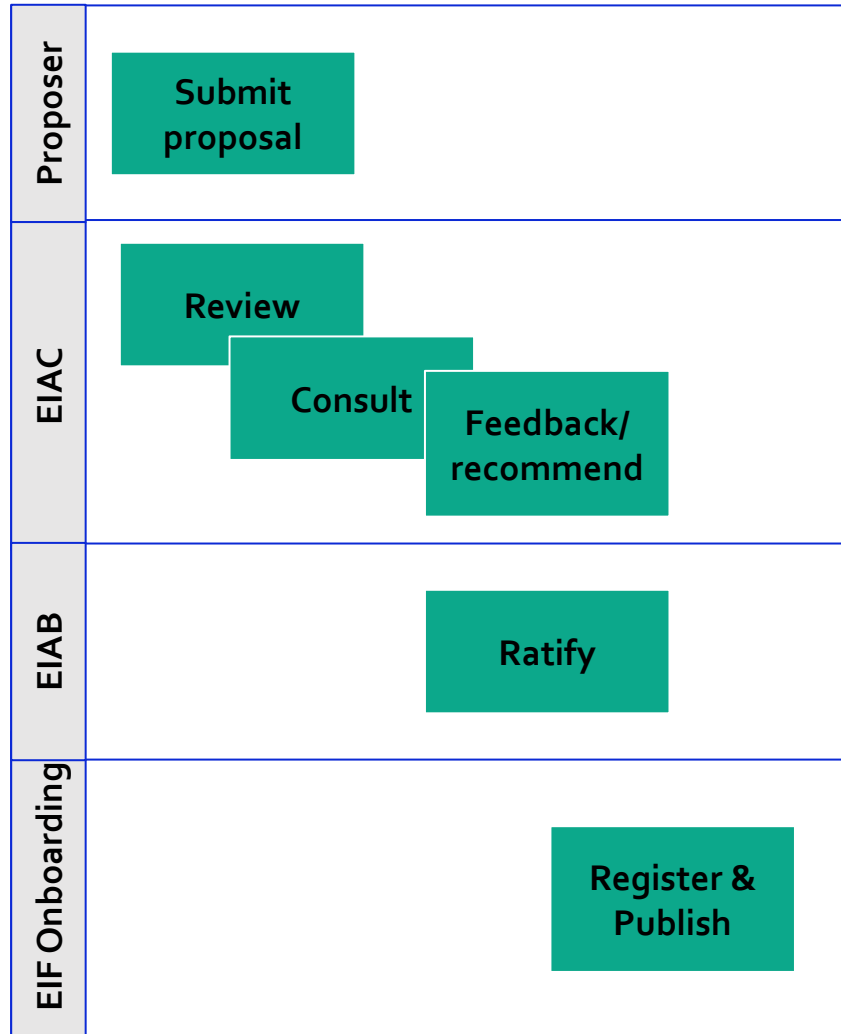 Proposer
Submit
proposal
EIAC
Review
Consult
Feedback/
recommend
EIAB
Ratify
EIF Onboarding
Register &
Publish